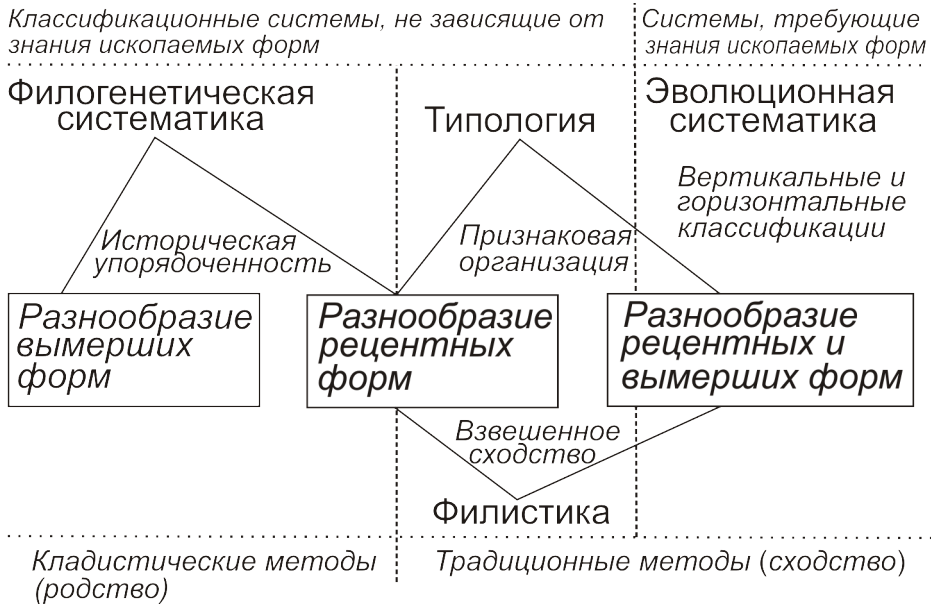 Классификационные системы, не зависящие от
знания ископаемых форм
Системы, требующие
знания ископаемых форм
Филогенетическая
систематика
Типология
Эволюционная
систематика
Вертикальные и
горизонтальные
классификации
Историческая
упорядоченность
Признаковая
организация
Разнообразие
вымерших
форм
Разнообразие
рецентных
форм
Разнообразие
рецентных и
вымерших форм
Взвешенное
сходство
Филистика
Кладистические методы
(родство)
Традиционные методы (сходство)